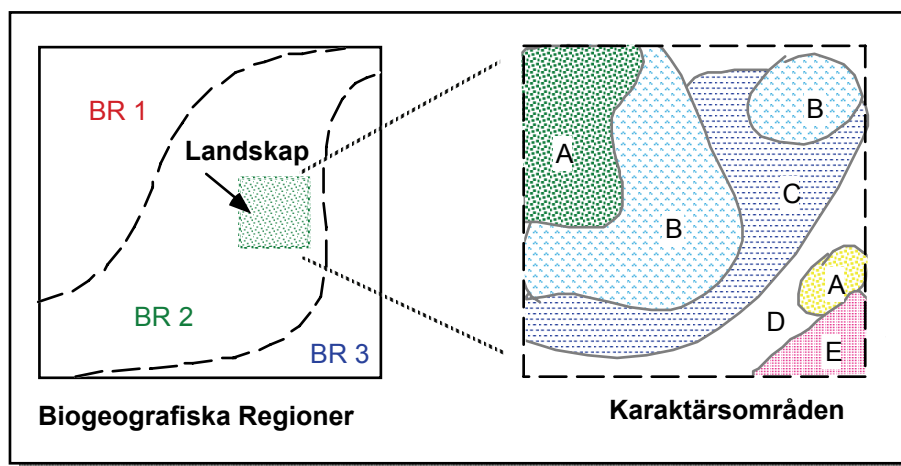 BR 1
Landskap
BR 2
BR 3
Biogeografiska Regioner
A
B
B
C
A
D
E
Karaktärsområden